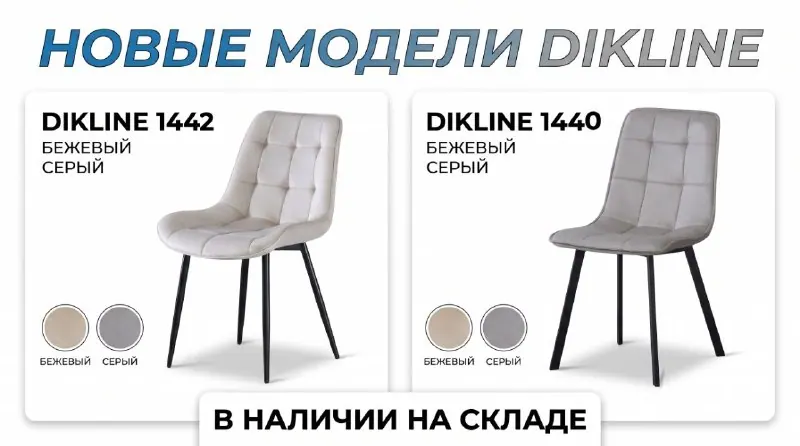 НОВЫЕ МОДЕЛИ DIKLINE
DIKLINE 1442
БЕЖЕВЫЙ
СЕРЫЙ
БЕЖЕВЫЙ СЕРЫЙ
DIKLINE 1440
БЕЖЕВЫЙ
СЕРЫЙ
БЕЖЕВЫЙ СЕРЫЙ
В НАЛИЧИИ НА СКЛАДЕ